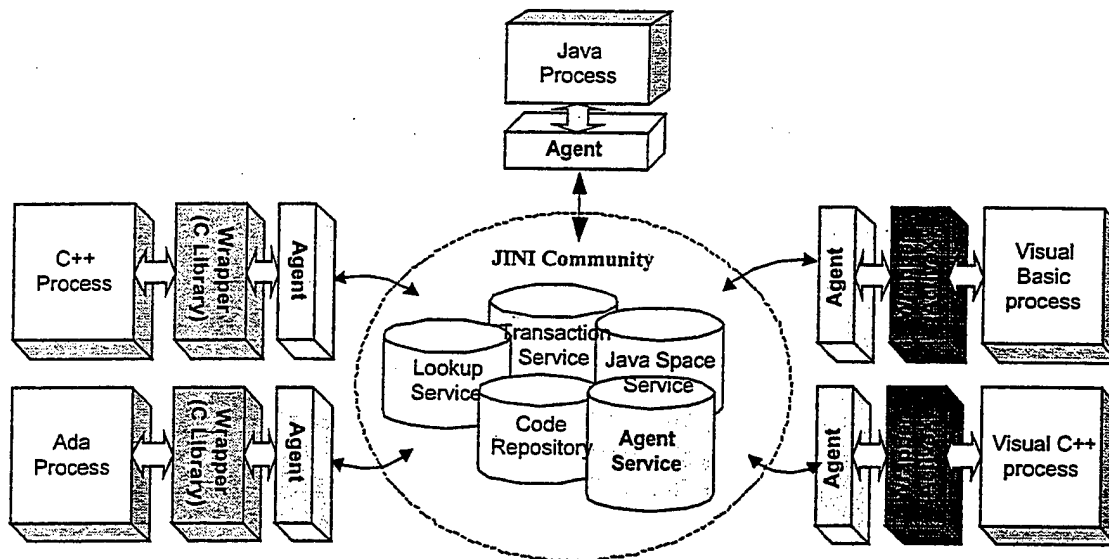 Java
Process
Agent
JINI Community
C++
Process
Wrapper
(C Library)
Agent
Transaction
Service
Lookup
Service
Java Space
Service
Code
Repository
Agent
Service
Ada
Process
Wrapper
(C Library)
Agent
Agent
Visual
Basic
process
Agent
Visual C++
process